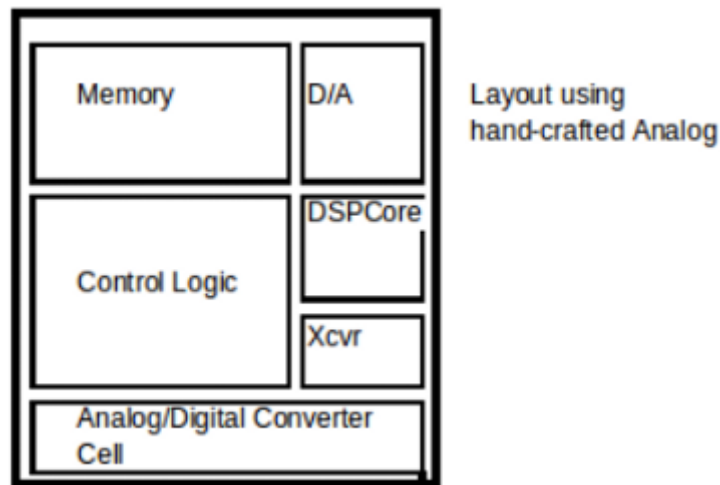 Memory
D/A
Layout using
hand-crafted Analog
DSPCore
Control Logic
Xcvr
Analog/Digital Converter
Cell